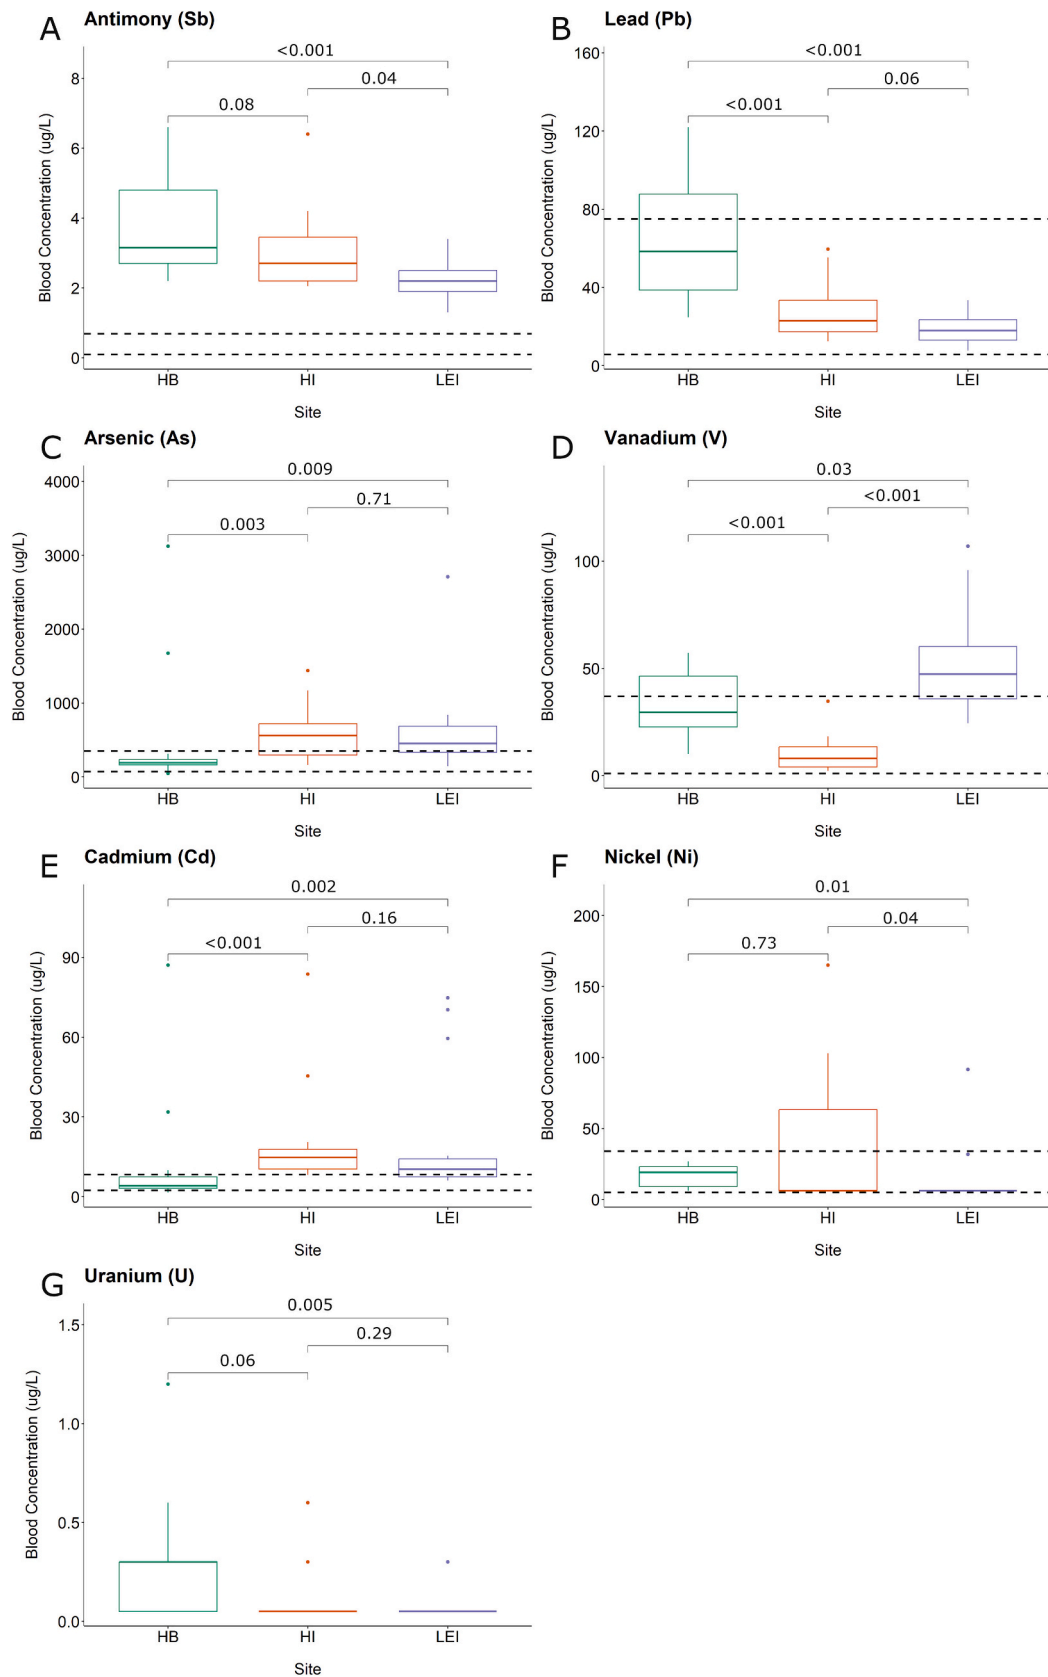 A Antimony (Sb)
Blood Concentration (ug/L)
8
6
4
2
0
<0.001
0.04
0.08
HB HI LEI
Site
B Lead (Pb)
Blood Concentration (ug/L)
160
120
80
40
0
<0.001
0.06
<0.001
HB HI LEI
Site
C Arsenic (As)
Blood Concentration (ug/L)
4000
3000
2000
1000
0
0.009
0.71
0.003
HB HI LEI
Site
D Vanadium (V)
Blood Concentration (ug/L)
100
50
0
0.03
<0.001
<0.001
HB HI LEI
Site
E Cadmium (Cd)
Blood Concentration (ug/L)
90
60
30
0
0.002
0.16
<0.001
HB HI LEI
Site
F Nickel (Ni)
Blood Concentration (ug/L)
200
150
100
50
0
0.01
0.04
0.73
HB HI LEI
Site
G Uranium (U)
Blood Concentration (ug/L)
1.5
1.0
0.5
0.0
0.005
0.29
0.06
HB HI LEI
Site